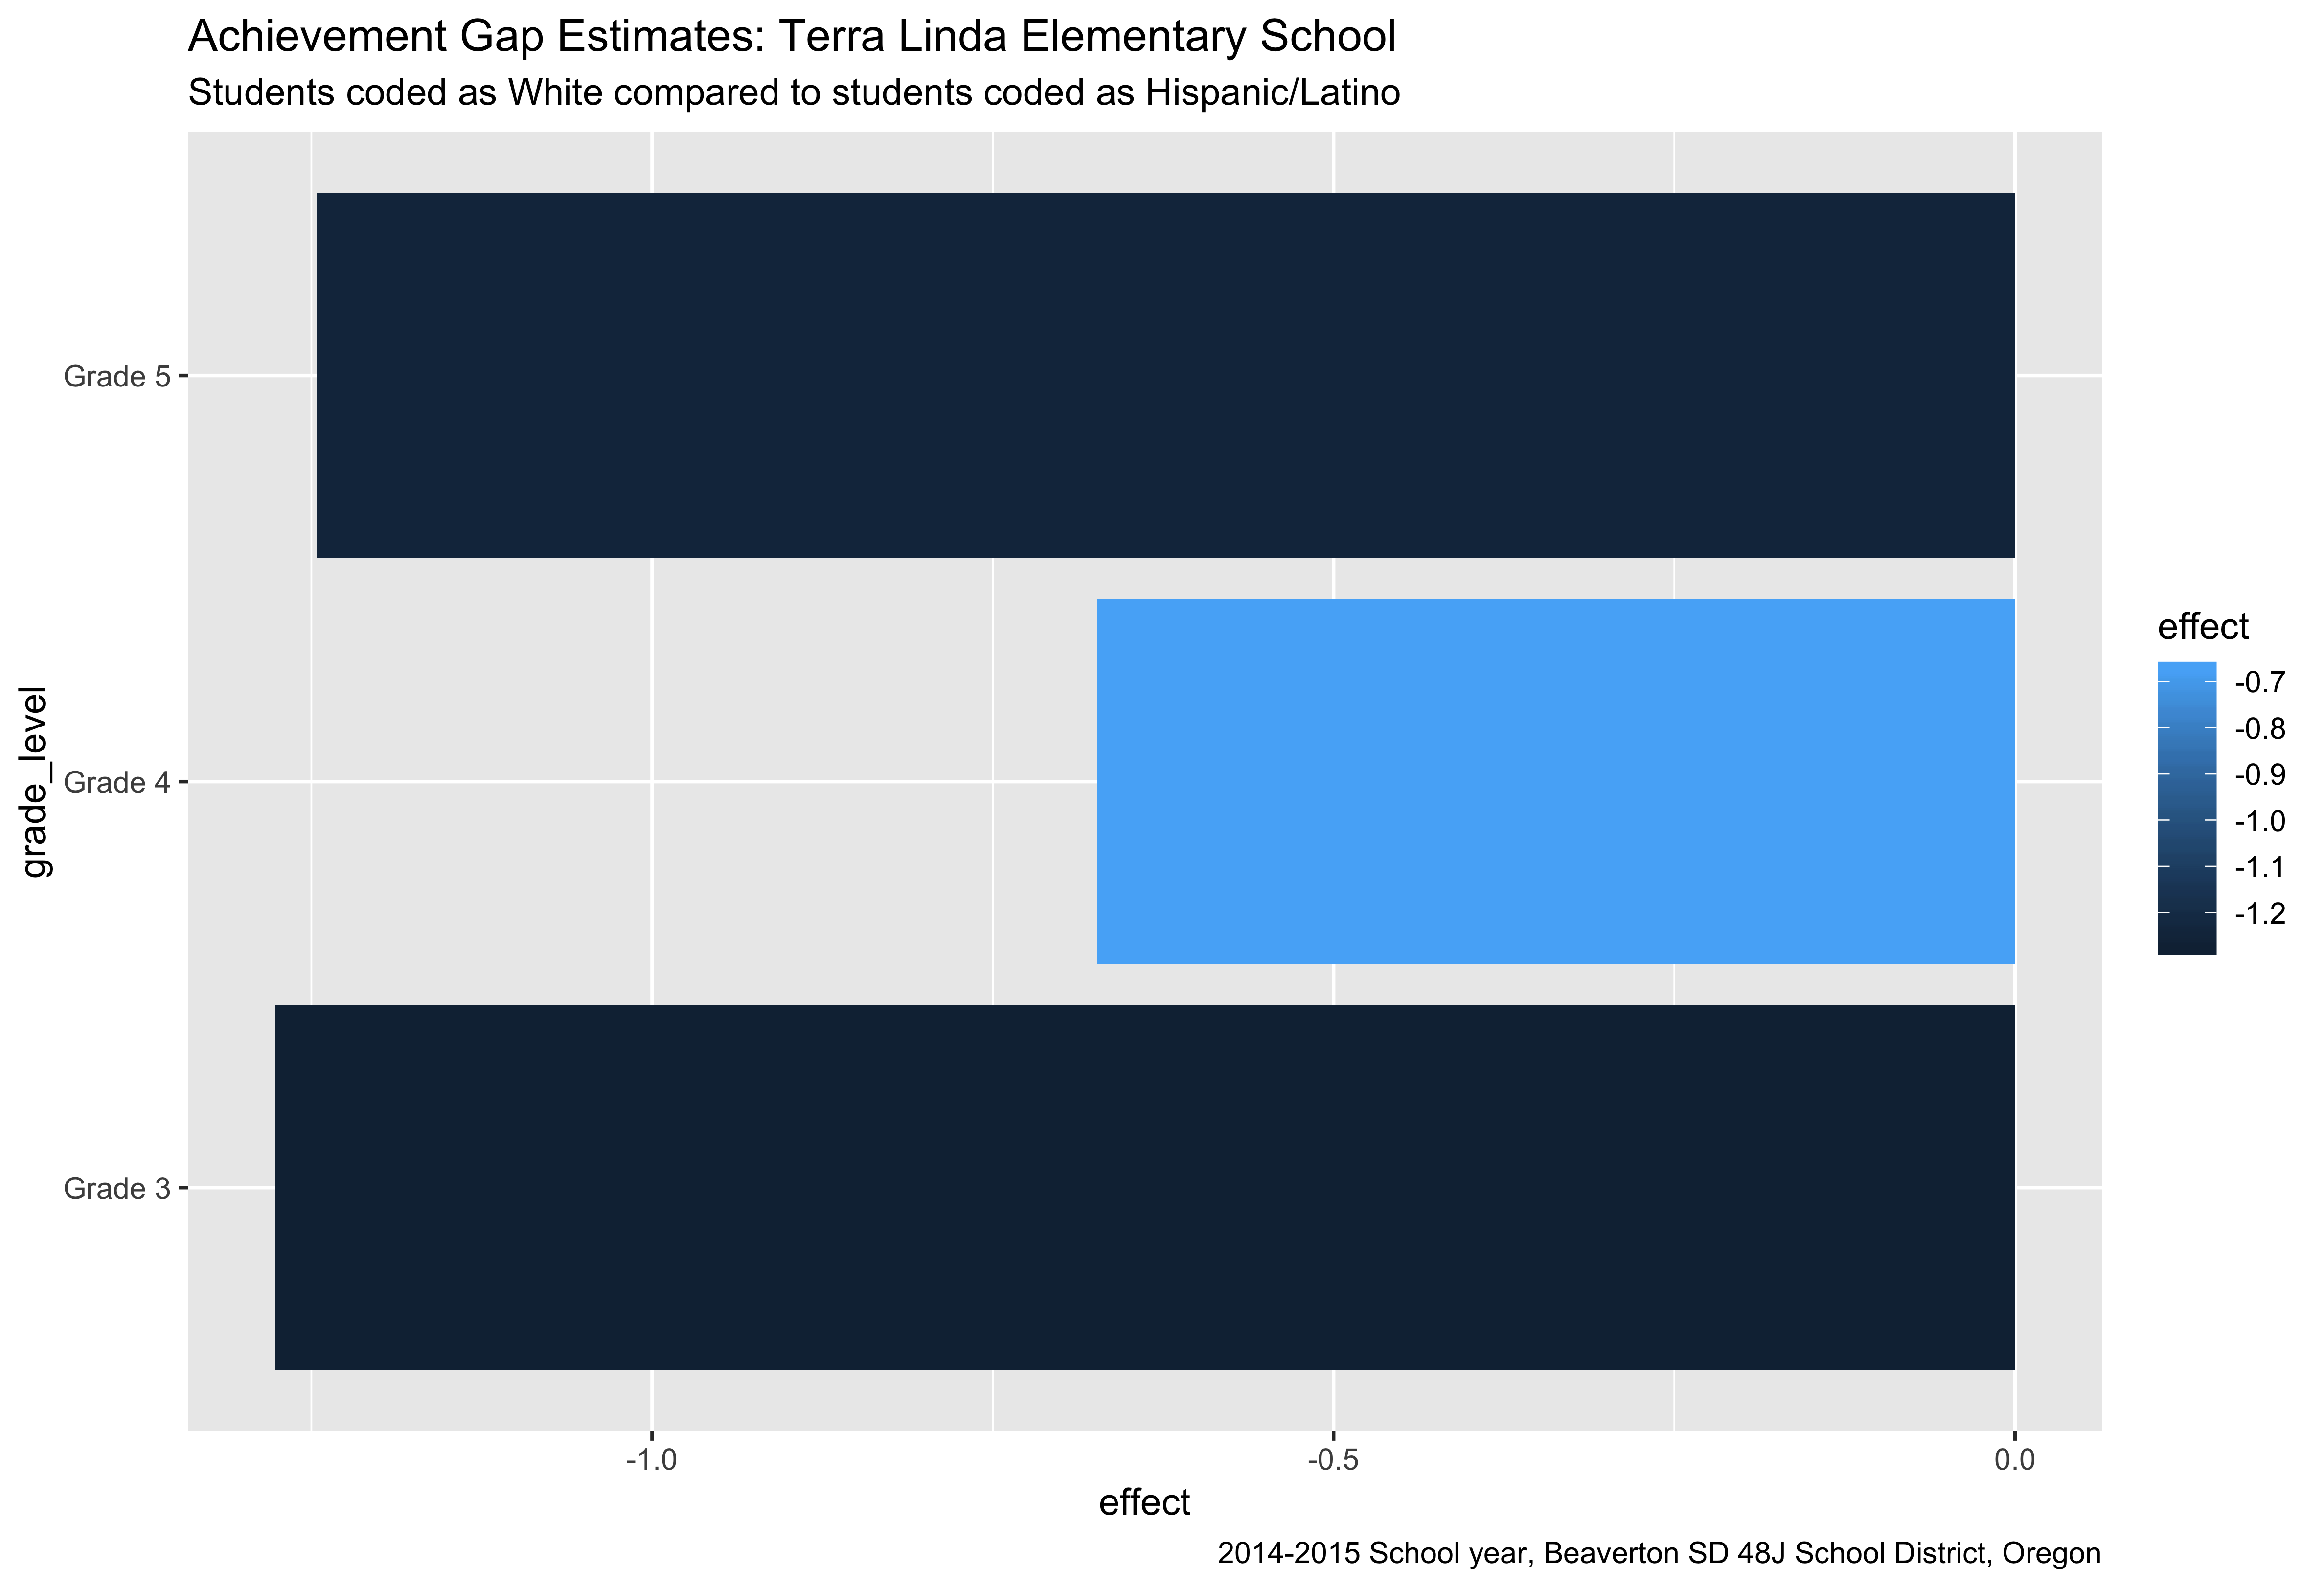 Achievement Gap Estimates: Terra Linda Elementary School
Students coded as White compared to students coded as Hispanic/Latino
grade_level
Grade 5
Grade 4
Grade 3
-1.0
-0.5
0.0
effect
effect
-0.7
-0.8
-0.9
-1.0
-1.1
-1.2
2014-2015 School year, Beaverton SD 48J School District, Oregon